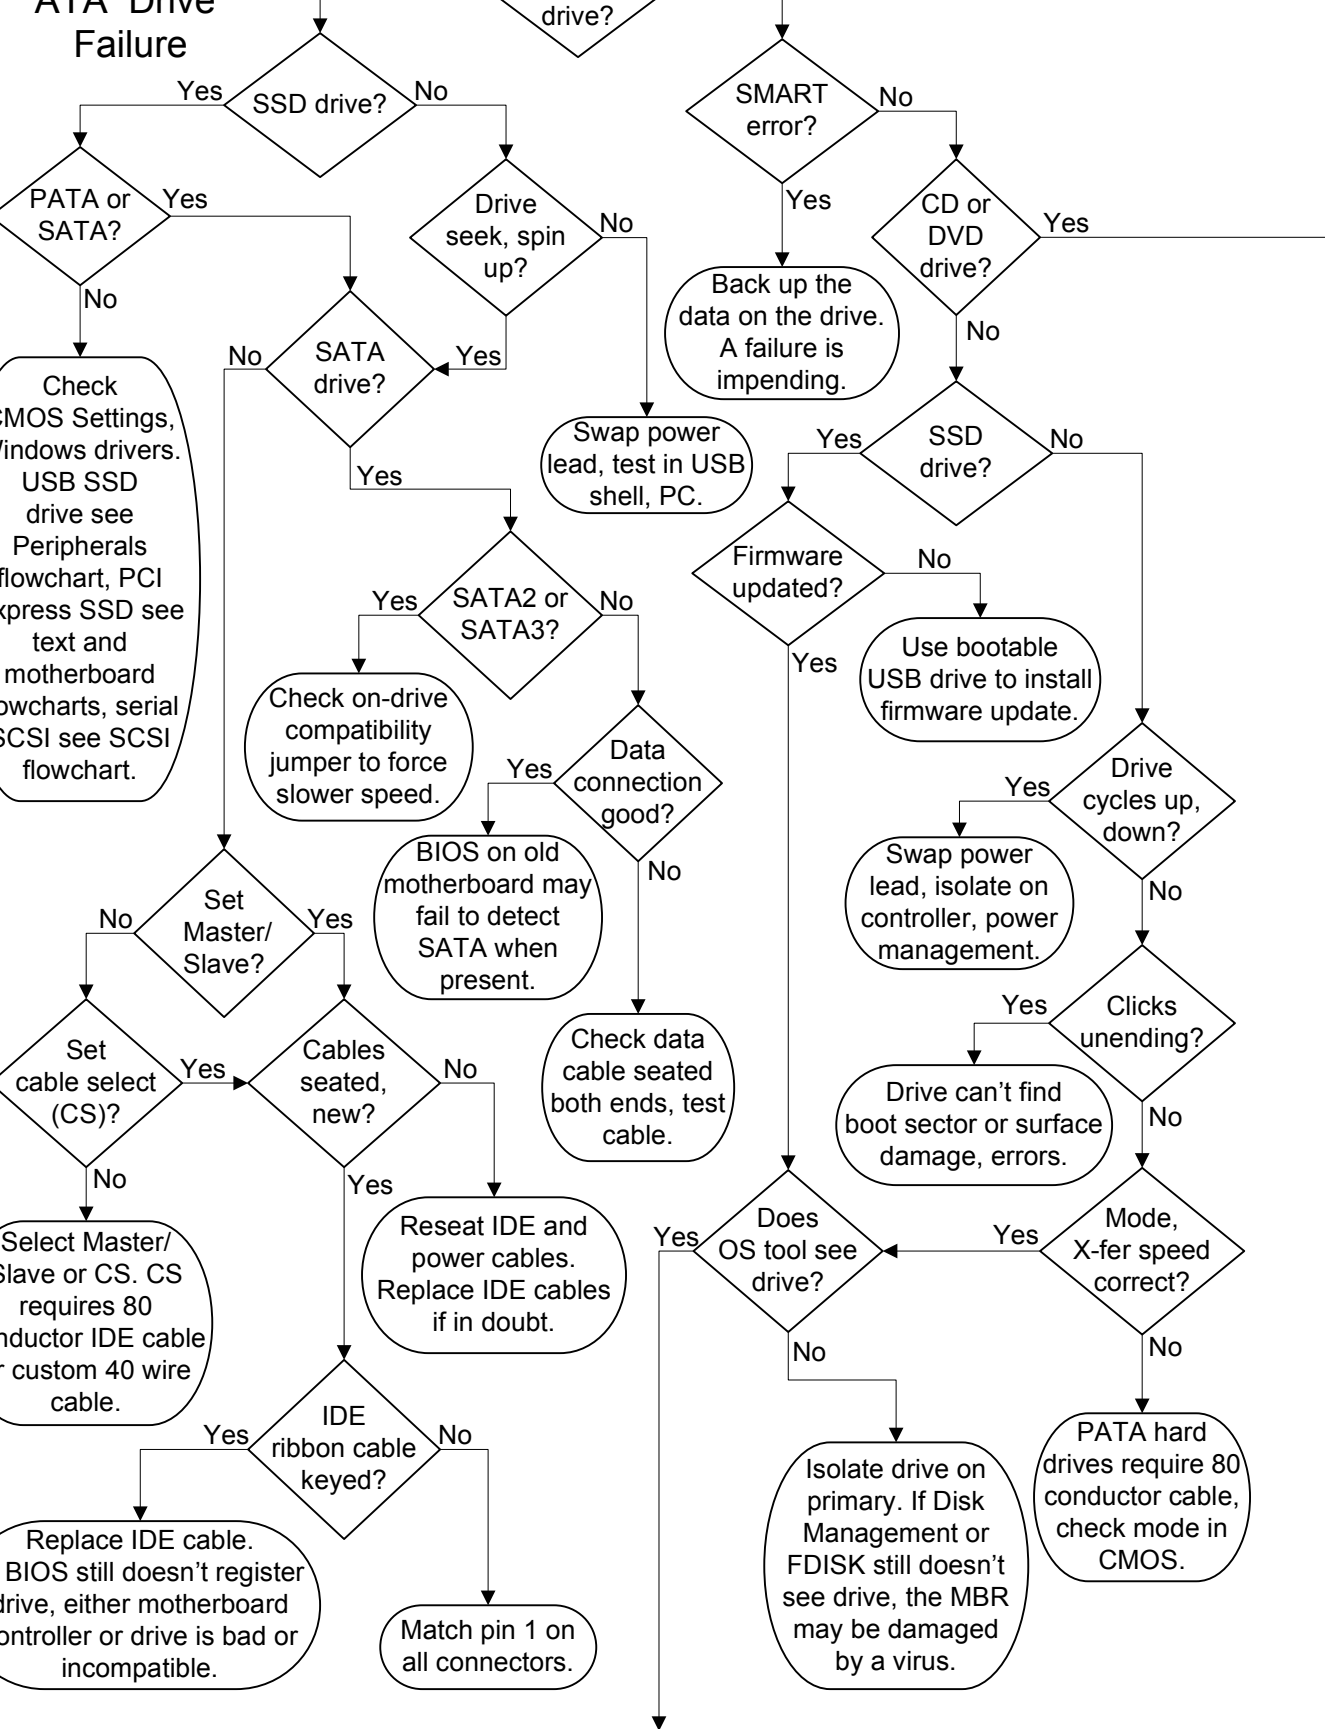 ATA Drive
Failure
drive?
Yes
SSD drive?
No
SMART
error?
No
Yes
PATA or
SATA?
Yes
No
Drive
seek, spin
up?
No
Yes
CD or
DVD
drive?
Yes
No
Back up the
data on the drive.
A failure is
impending.
SATA
drive?
No
Yes
Check
CMOS Settings,
Windows drivers.
USB SSD
drive see
Peripherals
flowchart, PCI
Express SSD see
text and
motherboard
flowcharts, serial
SCSI see SCSI
flowchart.
Swap power
lead, test in USB
shell, PC.
Yes
SSD
drive?
No
Firmware
updated?
No
Yes
Use bootable
USB drive to install
firmware update.
Yes
SATA2 or
SATA3?
No
Check on-drive
compatibility
jumper to force
slower speed.
Yes
Data
connection
good?
No
BIOS on old
motherboard may
fail to detect
SATA when
present.
Check data
cable seated
both ends, test
cable.
Yes
Drive
cycles up,
down?
No
Swap power
lead, isolate on
controller, power
management.
Yes
Clicks
unending?
No
Drive can't find
boot sector or surface
damage, errors.
No
Set
Master/
Slave?
Yes
Set
cable select
(CS)?
Yes
No
Cables
seated,
new?
No
Yes
Select Master/
Slave or CS. CS
requires 80
conductor IDE cable
or custom 40 wire
cable.
Reseat IDE and
power cables.
Replace IDE cables
if in doubt.
Yes
Does
OS tool see
drive?
No
Yes
Mode,
X-fer speed
correct?
No
Yes
IDE
ribbon cable
keyed?
No
Replace IDE cable.
BIOS still doesn't register
drive, either motherboard
controller or drive is bad or
incompatible.
Match pin 1 on
all connectors.
Isolate drive on
primary. If Disk
Management or
FDISK still doesn't
see drive, the MBR
may be damaged
by a virus.
PATA hard
drives require 80
conductor cable,
check mode in
CMOS.